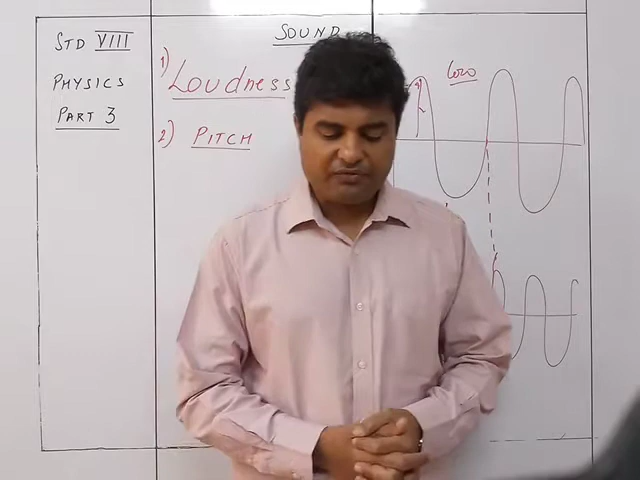 STD VIII
PHYSICS
PART 3
SOUND
1) Loudness
2) PITCH